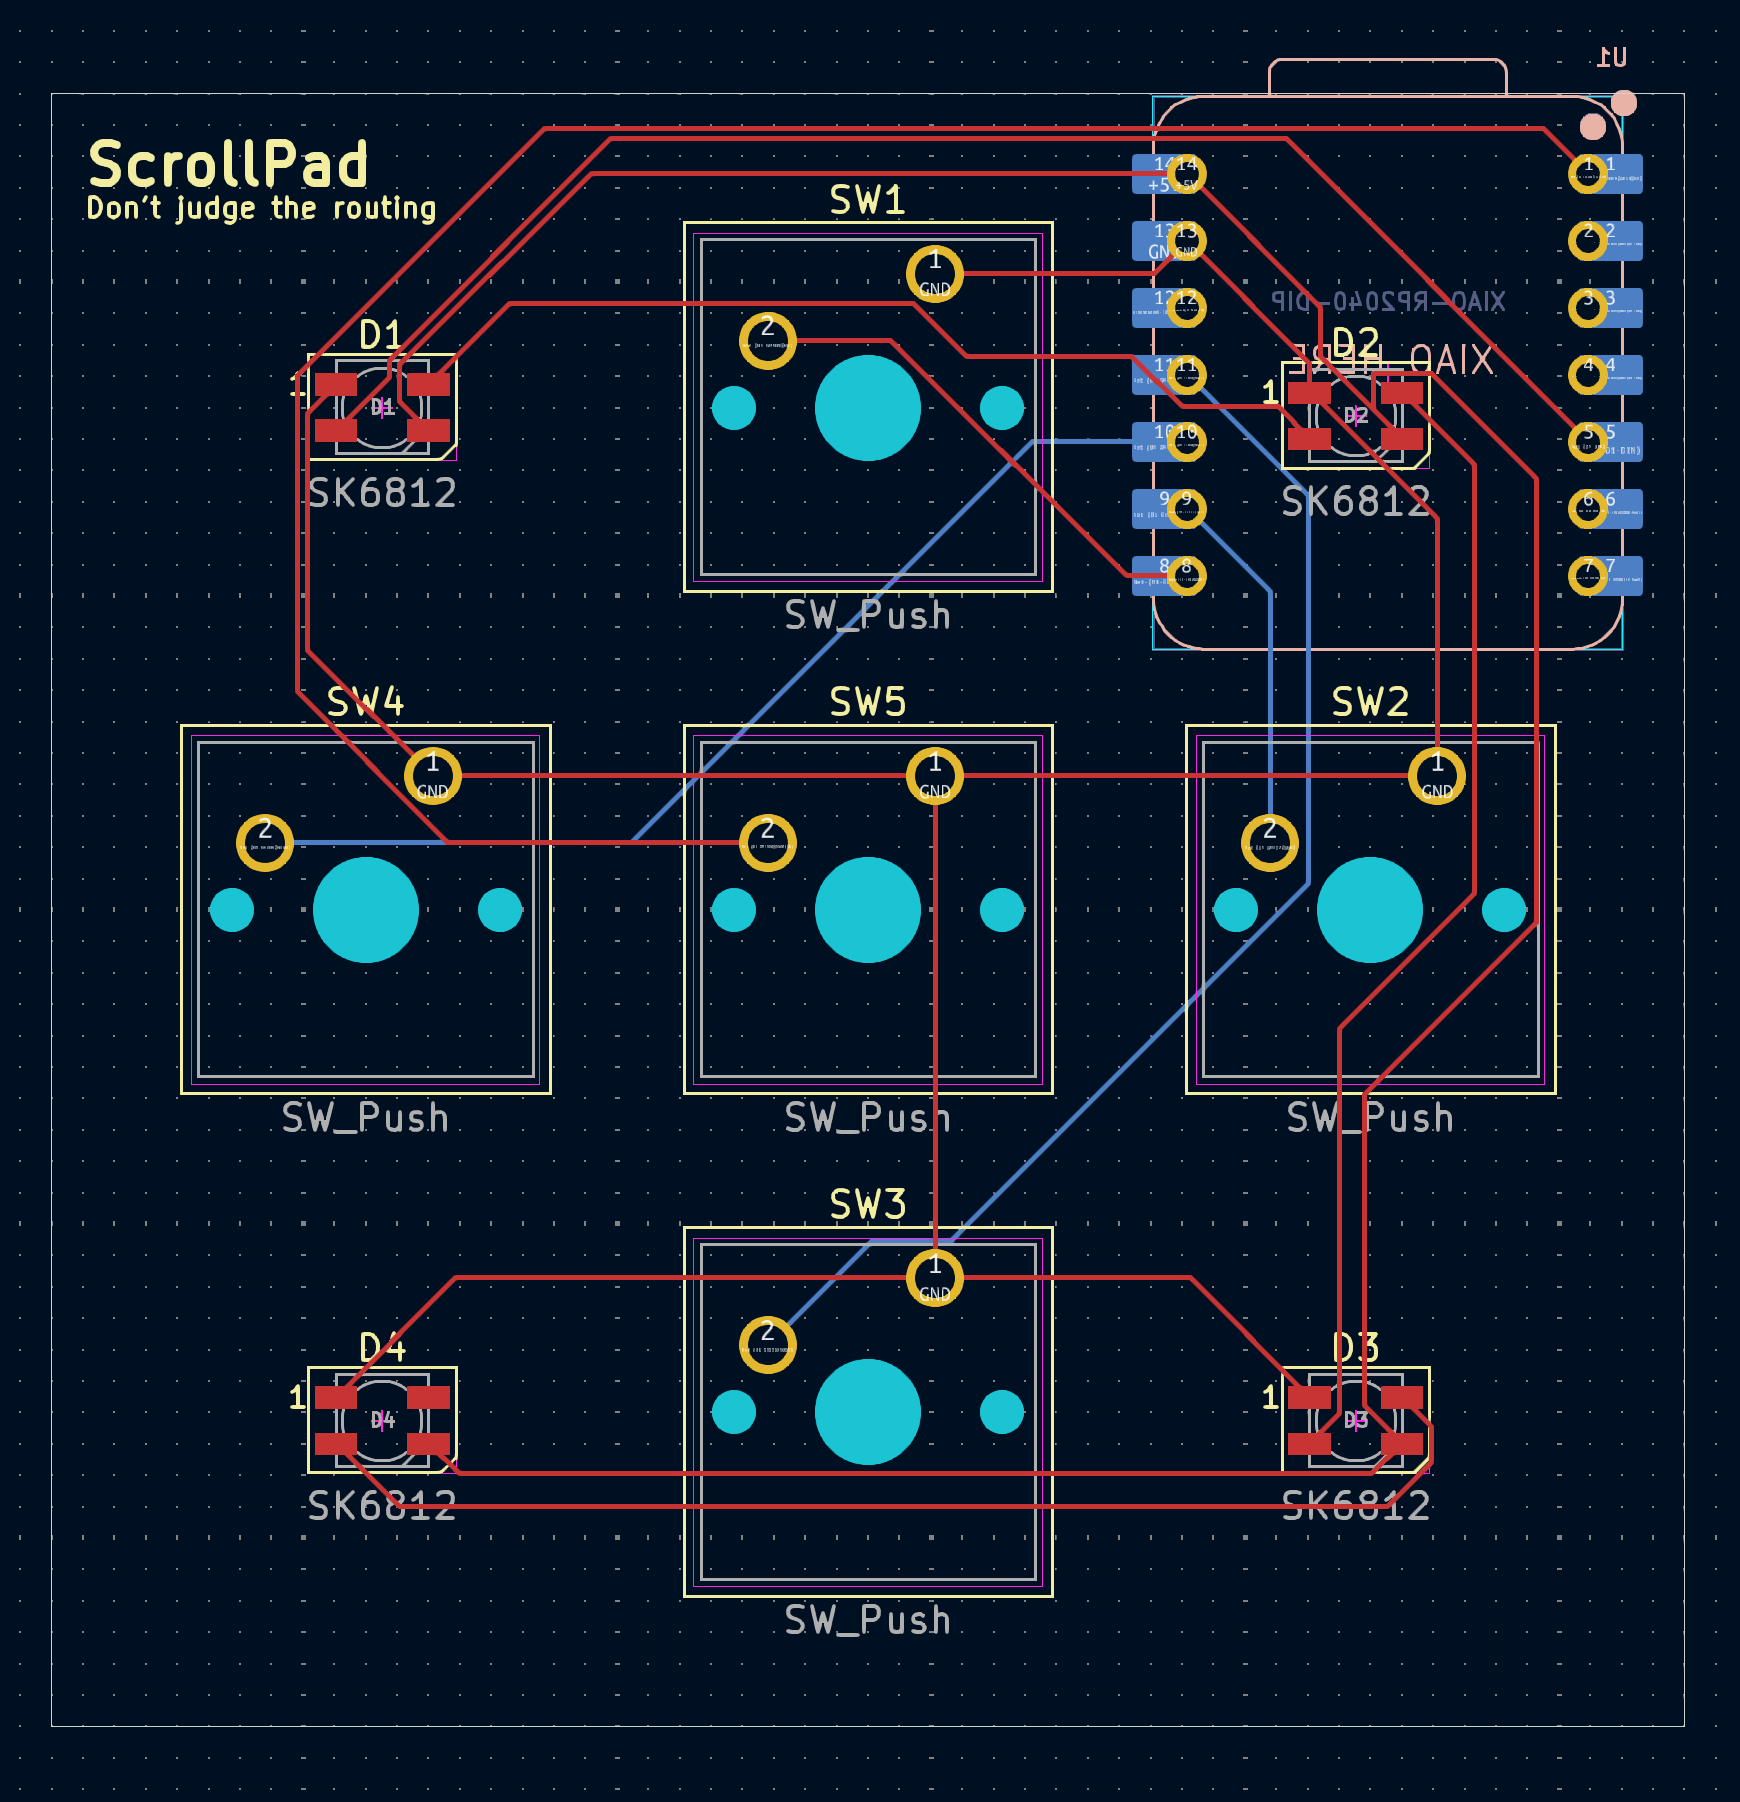 U1
ScrollPad
Don't judge the routing
SW1
1
GND
2
SW_Push
14 14
+5 +5V
13 13
GN GND
12 12
11 11
10 10
9 9
8 8
1 1
2 2
3 3
4 4
5 5
6 6
7 7
XIAO-RP2040-DIP
XIAO HERE
D1
1
D1
SK6812
D2
1
D2
SK6812
SW4
1
GND
2
SW_Push
SW5
1
GND
2
SW_Push
SW2
1
GND
2
SW_Push
SW3
1
GND
2
SW_Push
D4
1
D4
SK6812
D3
1
D3
SK6812